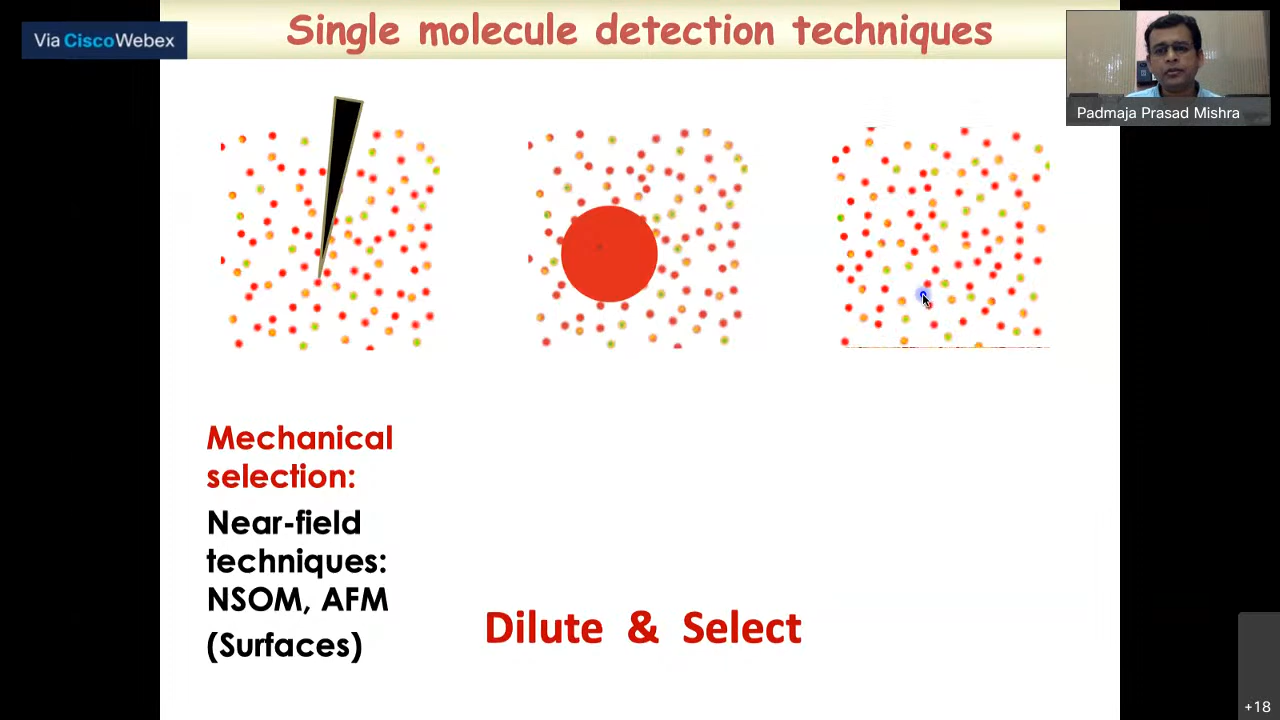 Single molecule detection techniques
Via CiscoWebex
Padmaja Prasad Mishra
Mechanical
selection:
Near-field
techniques:
NSOM, AFM
(Surfaces)
Dilute & Select
+18